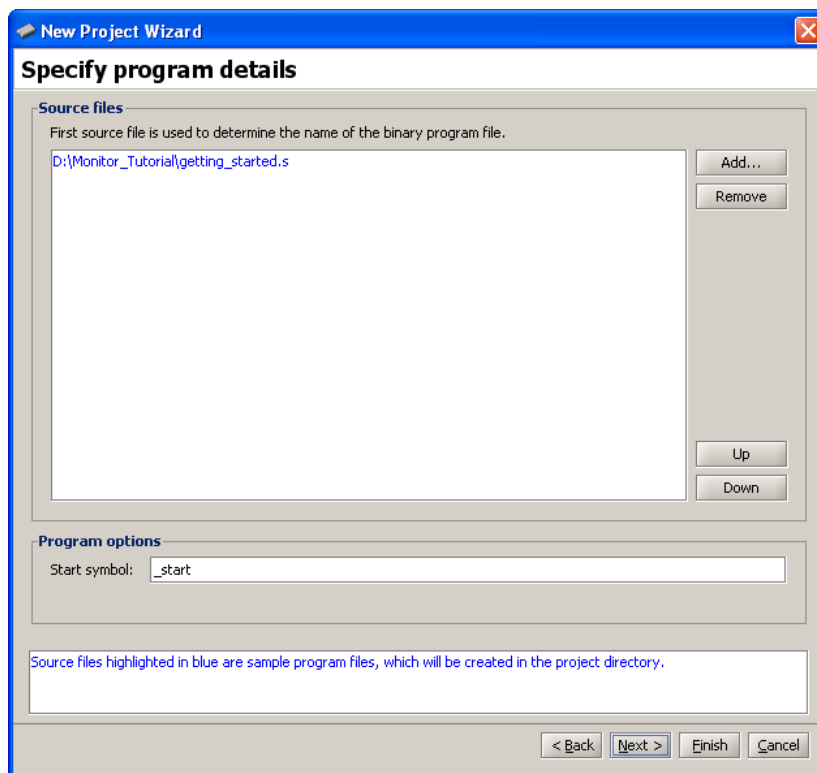 New Project Wizard
Specify program details
Source files
First source file is used to determine the name of the binary program file.
D:\Monitor_Tutorial\getting_started.s
Add...
Remove
Up
Down
Program options
Start symbol: _start
Source files highlighted in blue are sample program files, which will be created in the project directory.
< Back Next > Finish Cancel